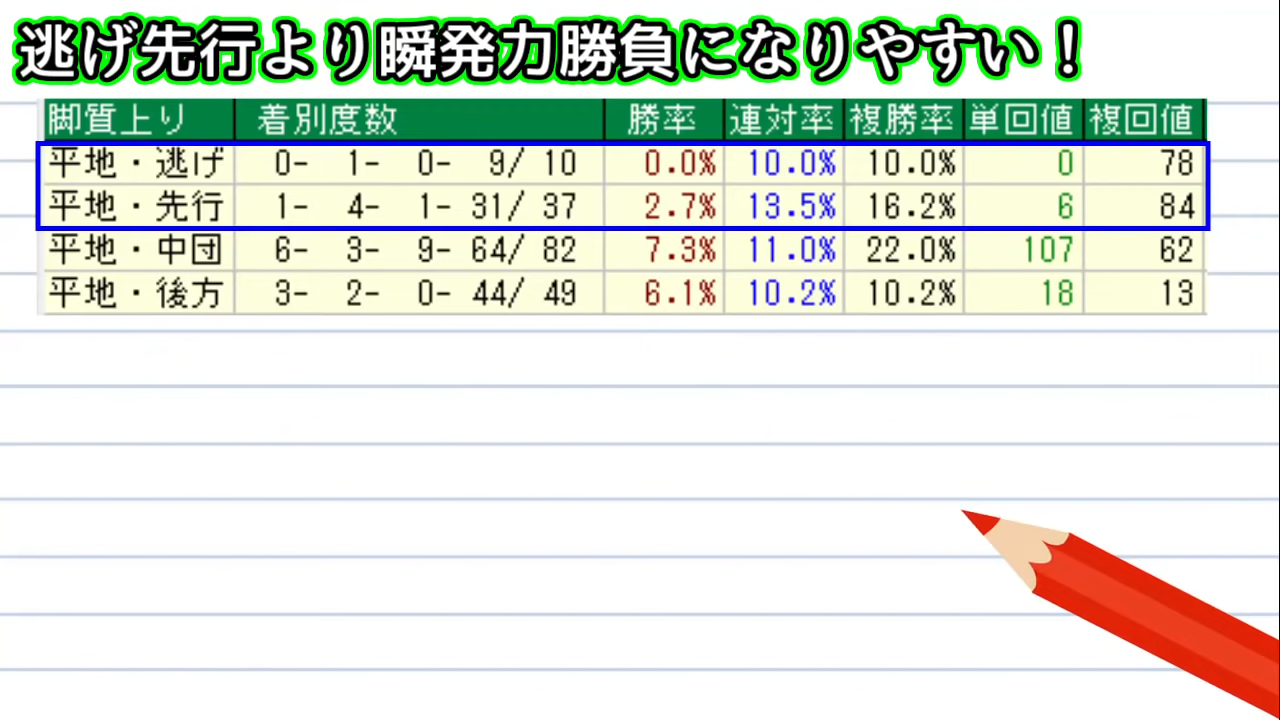 逃げ先行より瞬発力勝負になりやすい！
脚質上り 着別度数 勝率 連対率 複勝率 単回値 複回値
平地・逃げ 0- 1- 0- 9/ 10 0.0% 10.0% 10.0% 0 78
平地・先行 1- 4- 1- 31/ 37 2.7% 13.5% 16.2% 6 84
平地・中団 6- 3- 9- 64/ 82 7.3% 11.0% 22.0% 107 62
平地・後方 3- 2- 0- 44/ 49 6.1% 10.2% 10.2% 18 13